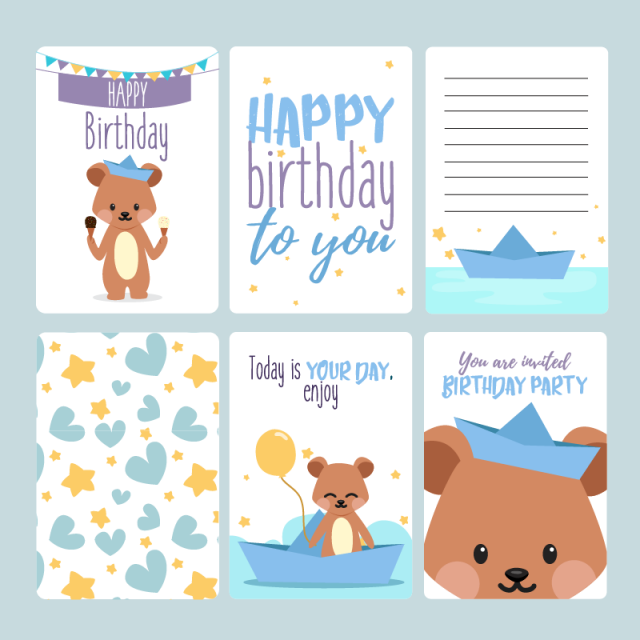 HAPPY
Birthday
HAPPY
birthday
to you
Today is YOUR DAY,
enjoy
You are invited
BIRTHDAY PARTY